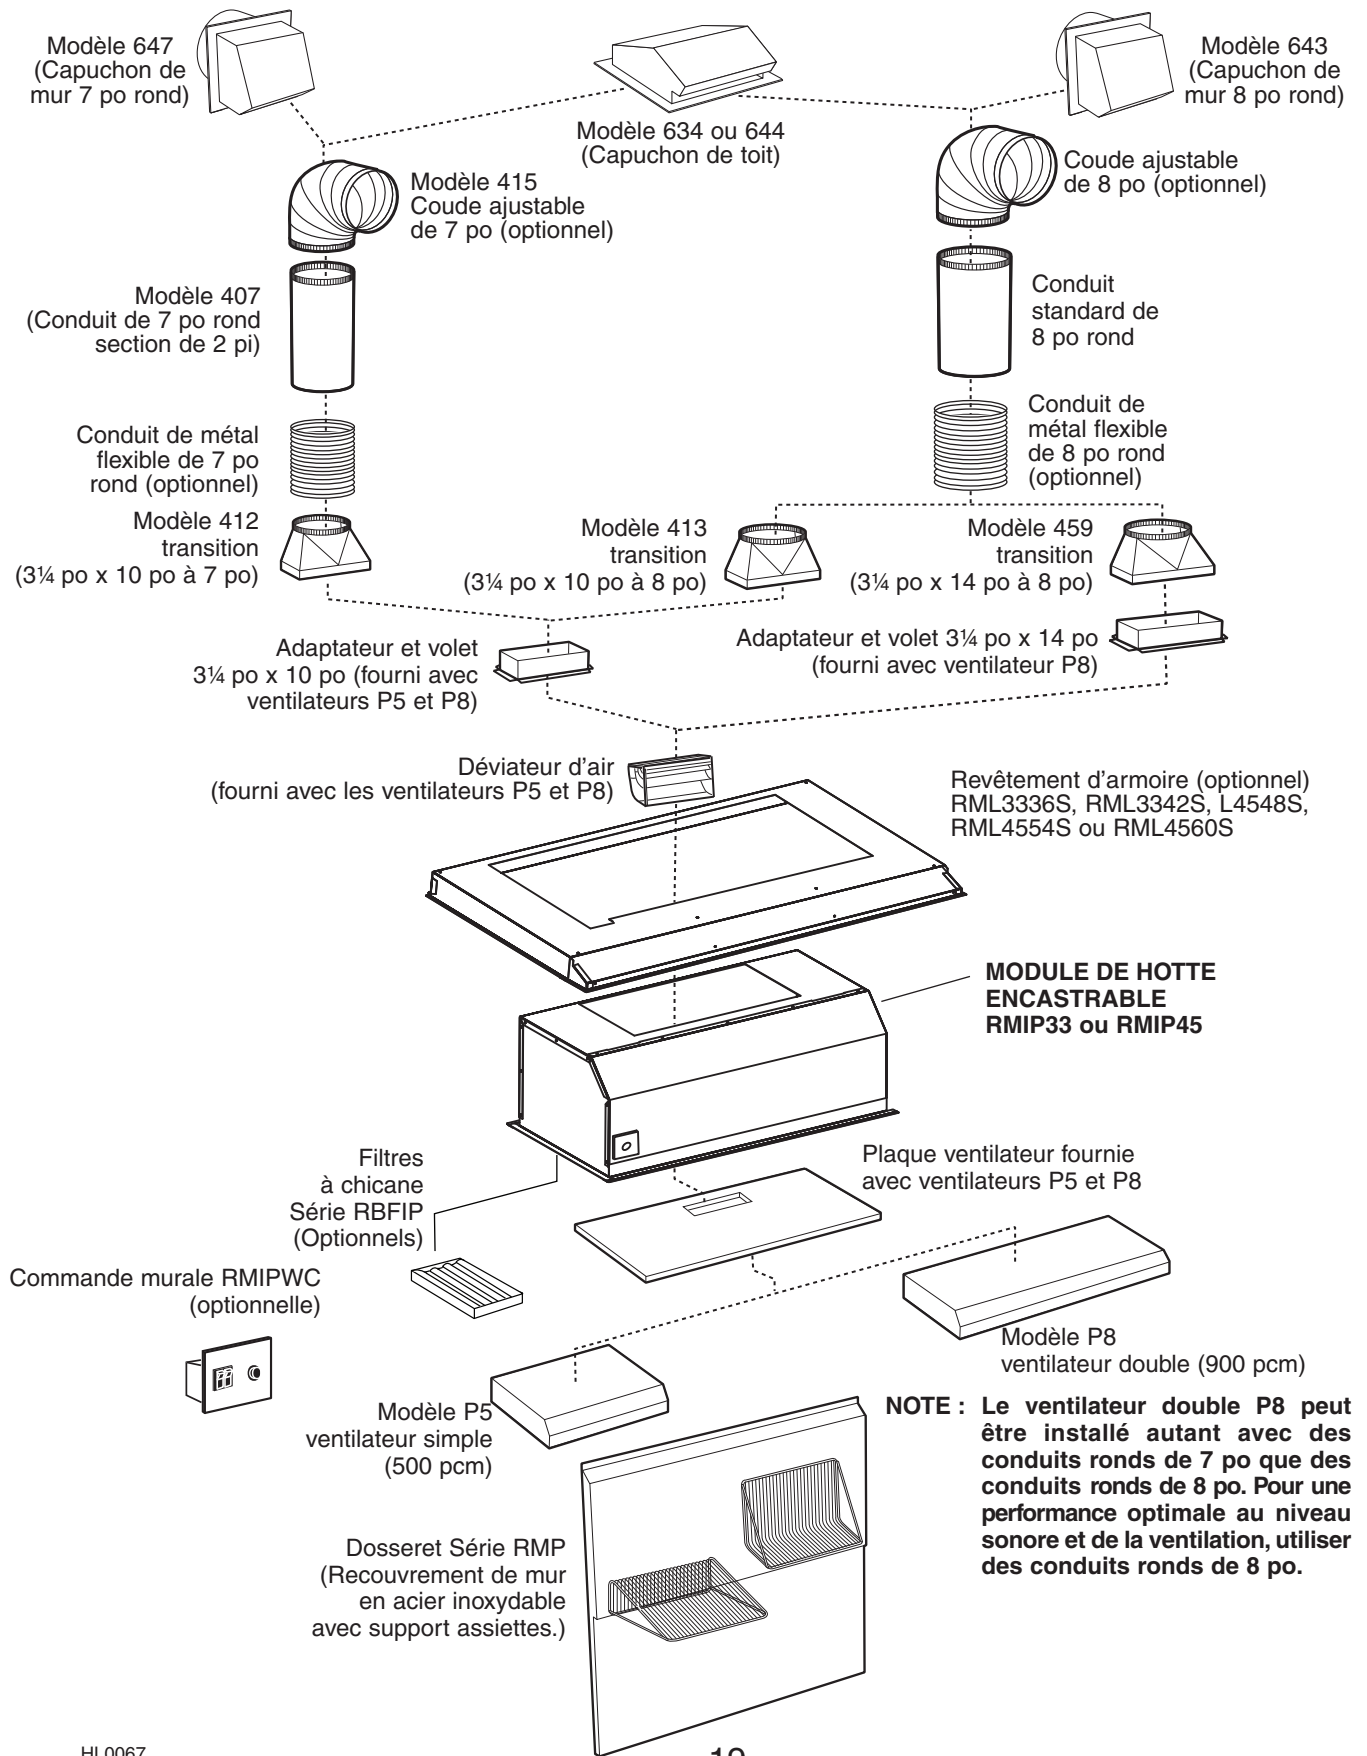 Modèle 647
(Capuchon de
mur 7 po rond)
Modèle 634 ou 644
(Capuchon de toit)
Modèle 643
(Capuchon de
mur 8 po rond)
Modèle 415
Coude ajustable
de 7 po (optionnel)
Coude ajustable
de 8 po (optionnel)
Modèle 407
(Conduit de 7 po rond
section de 2 pi)
Conduit
standard de
8 po rond
Conduit de métal
flexible de 7 po
rond (optionnel)
Conduit de
métal flexible
de 8 po rond
(optionnel)
Modèle 412
transition
(3¼ po x 10 po à 7 po)
Modèle 413
transition
(3¼ po x 10 po à 8 po)
Modèle 459
transition
(3¼ po x 14 po à 8 po)
Adaptateur et volet
3¼ po x 10 po (fourni avec
ventilateurs P5 et P8)
Adaptateur et volet 3¼ po x 14 po
(fourni avec ventilateur P8)
Déviateur d'air
(fourni avec les ventilateurs P5 et P8)
Revêtement d'armoire (optionnel)
RML3336S, RML3342S, L4548S,
RML4554S ou RML4560S
MODULE DE HOTTE
ENCASTRABLE
RMIP33 ou RMIP45
Filtres
à chicane
Série RBFIP
(Optionnels)
Plaque ventilateur fournie
avec ventilateurs P5 et P8
Commande murale RMIPWC
(optionnelle)
Modèle P8
ventilateur double (900 pcm)
Modèle P5
ventilateur simple
(500 pcm)
NOTE : Le ventilateur double P8 peut
être installé autant avec des
conduits ronds de 7 po que des
conduits ronds de 8 po. Pour une
performance optimale au niveau
sonore et de la ventilation, utiliser
des conduits ronds de 8 po.
Dosseret Série RMP
(Recouvrement de mur
en acier inoxydable
avec support assiettes.)
HL0067